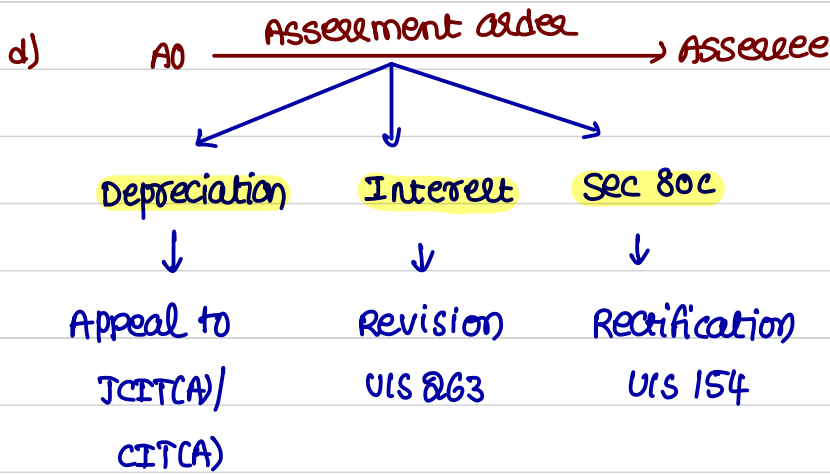 d) AO Assessment order Assessee
Depreciation Interest Sec 80C
Appeal to Revision Rectification
JCIT(A)/ U/S 263 U/S 154
CIT(A)